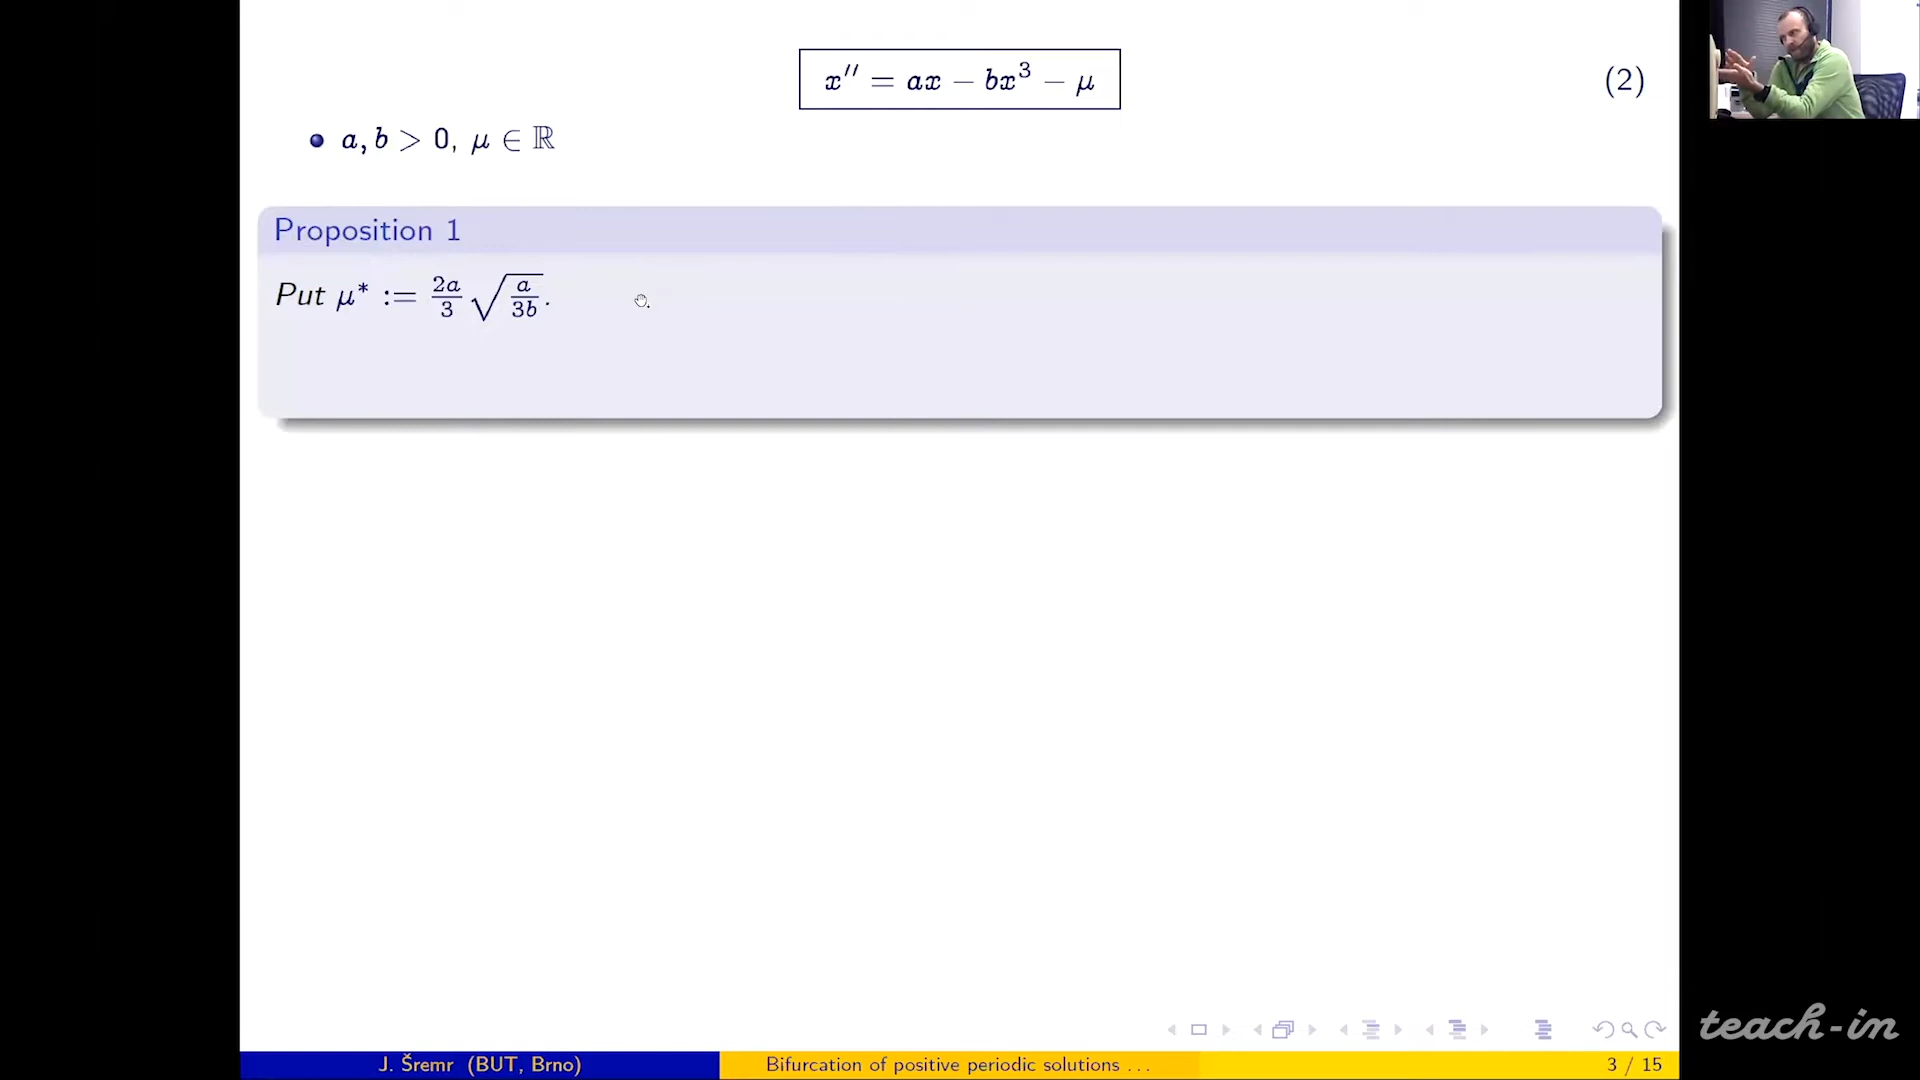 x′′ = ax − bx³ − μ (2)
• a, b > 0, μ ∈ ℝ
Proposition 1
Put μ* := 2a/3 √(a/3b).
teach-in
J. Šremr (BUT, Brno) Bifurcation of positive periodic solutions ... 3 / 15